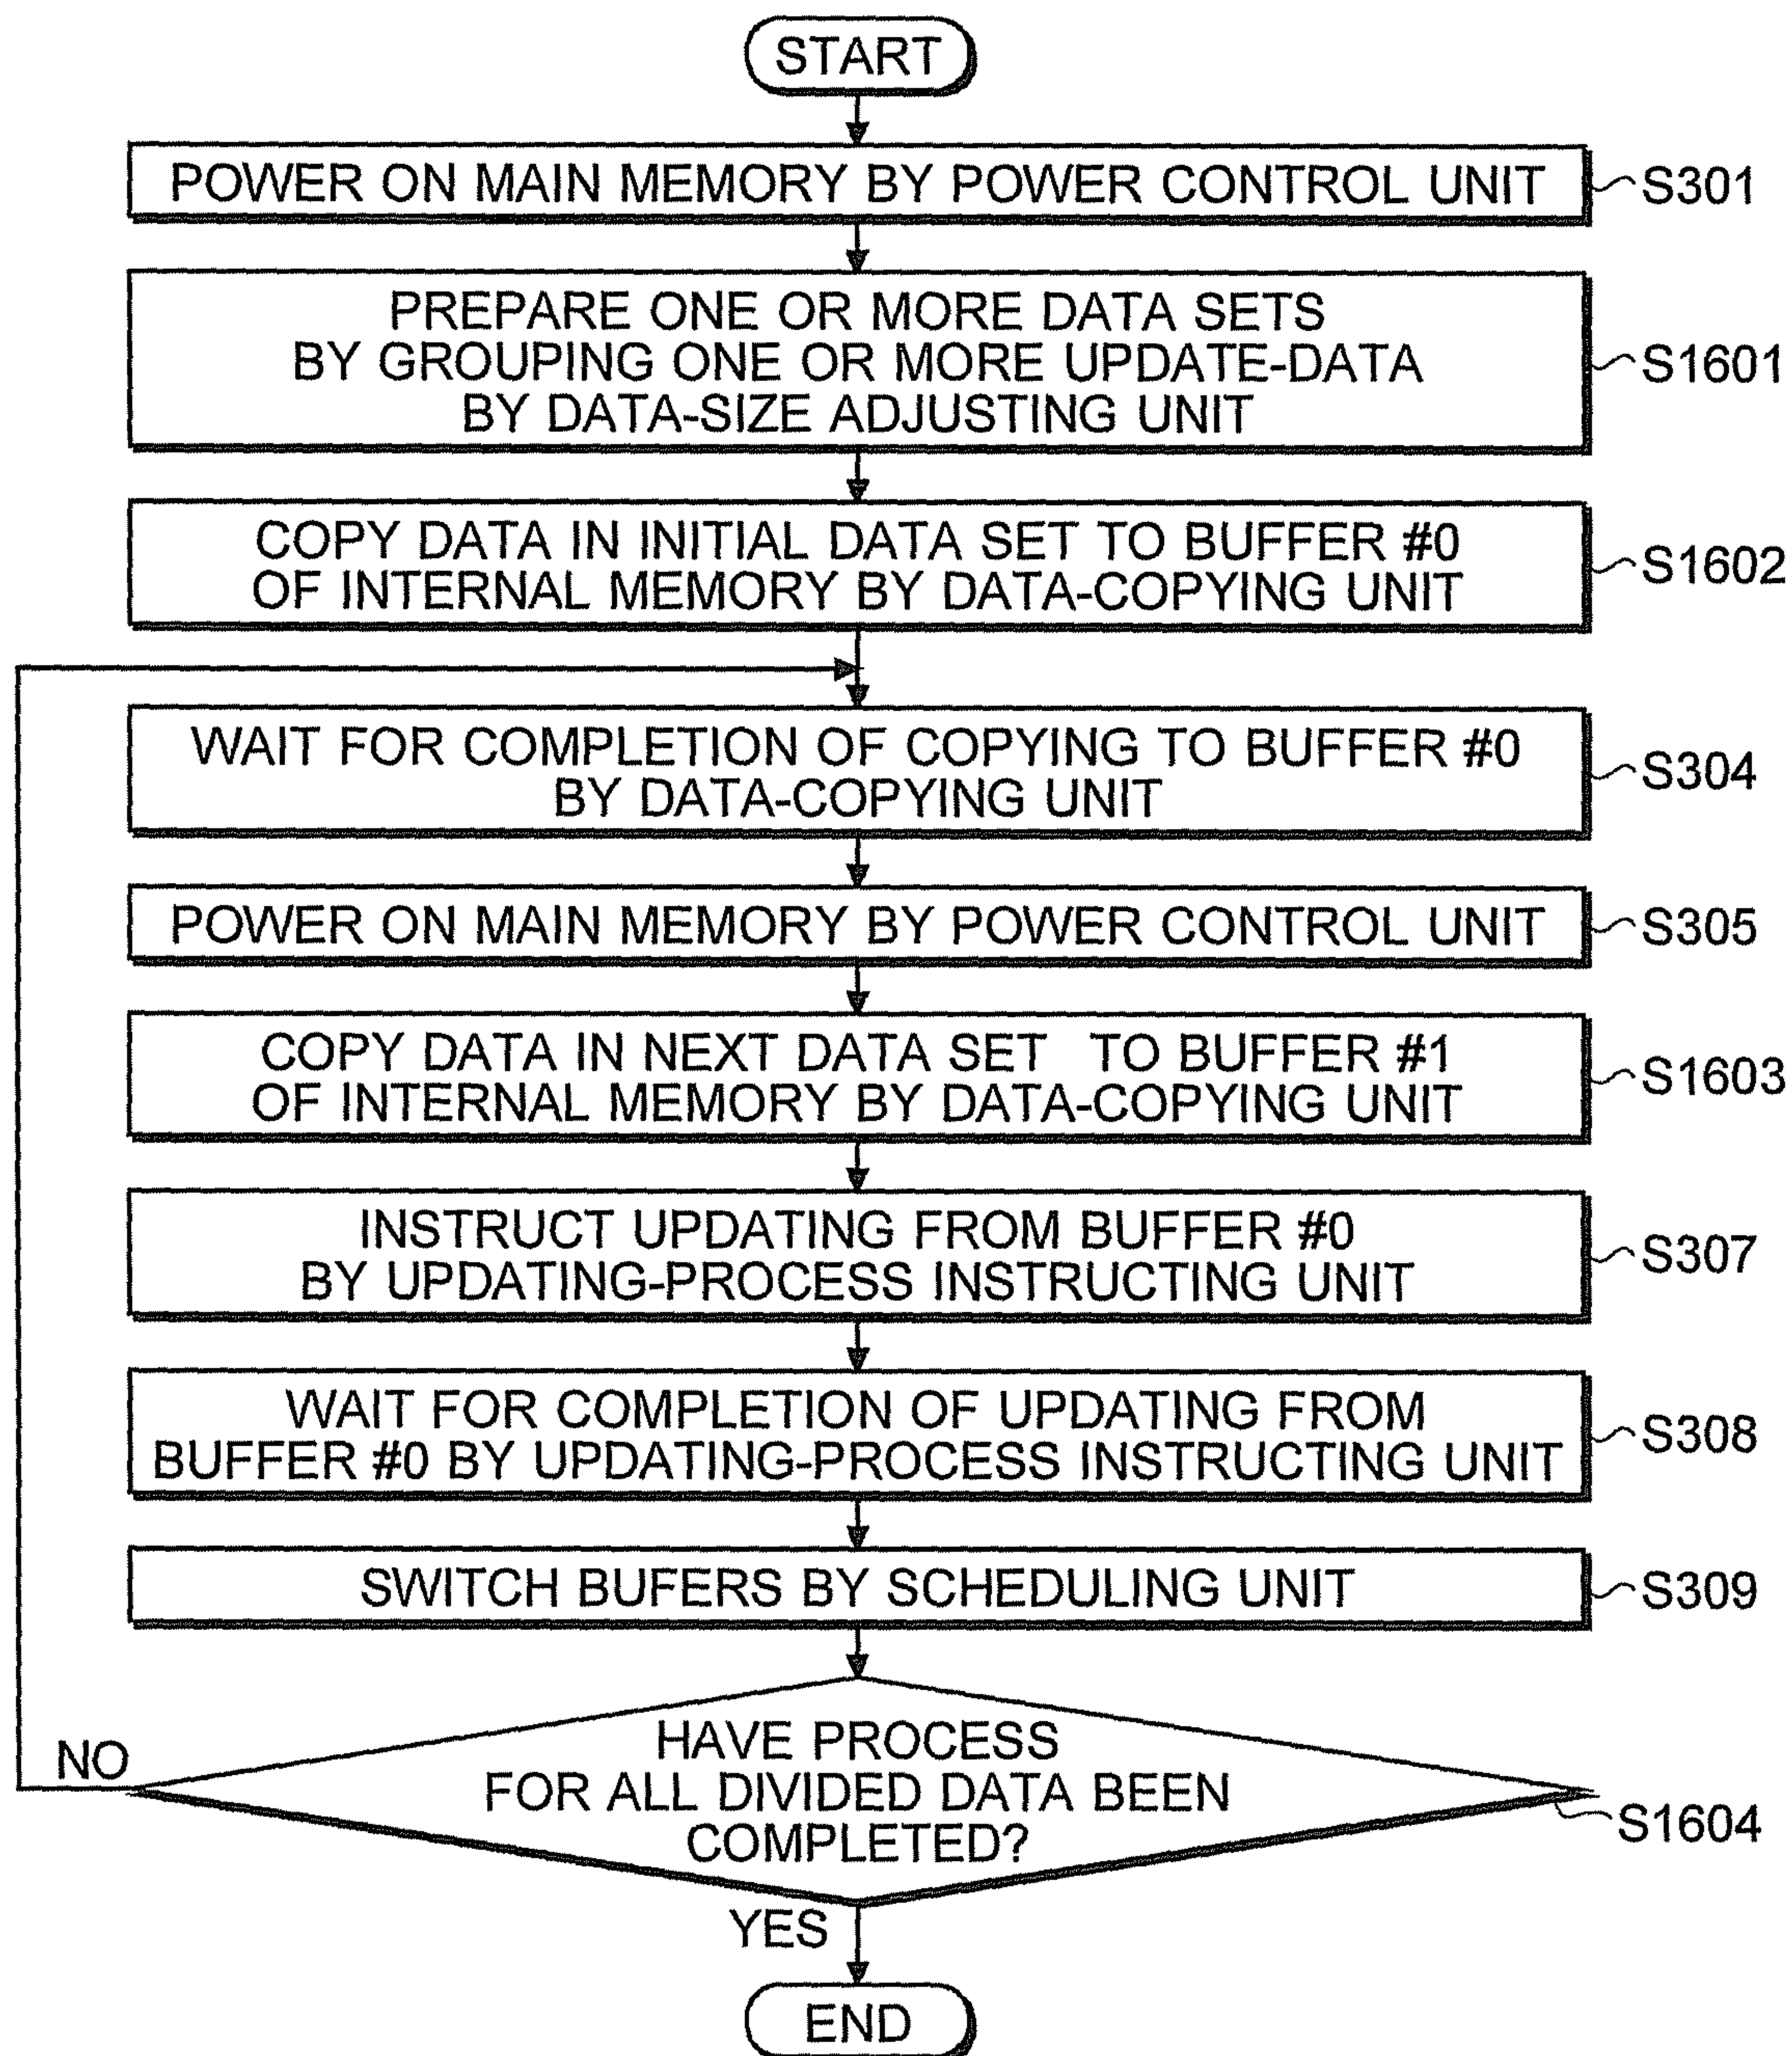 START
POWER ON MAIN MEMORY BY POWER CONTROL UNIT
S301
PREPARE ONE OR MORE DATA SETS
BY GROUPING ONE OR MORE UPDATE-DATA
BY DATA-SIZE ADJUSTING UNIT
S1601
COPY DATA IN INITIAL DATA SET TO BUFFER #0
OF INTERNAL MEMORY BY DATA-COPYING UNIT
S1602
WAIT FOR COMPLETION OF COPYING TO BUFFER #0
BY DATA-COPYING UNIT
S304
POWER ON MAIN MEMORY BY POWER CONTROL UNIT
S305
COPY DATA IN NEXT DATA SET TO BUFFER #1
OF INTERNAL MEMORY BY DATA-COPYING UNIT
S1603
INSTRUCT UPDATING FROM BUFFER #0
BY UPDATING-PROCESS INSTRUCTING UNIT
S307
WAIT FOR COMPLETION OF UPDATING FROM
BUFFER #0 BY UPDATING-PROCESS INSTRUCTING UNIT
S308
SWITCH BUFERS BY SCHEDULING UNIT
S309
HAVE PROCESS
FOR ALL DIVIDED DATA BEEN
COMPLETED?
NO
S1604
YES
END